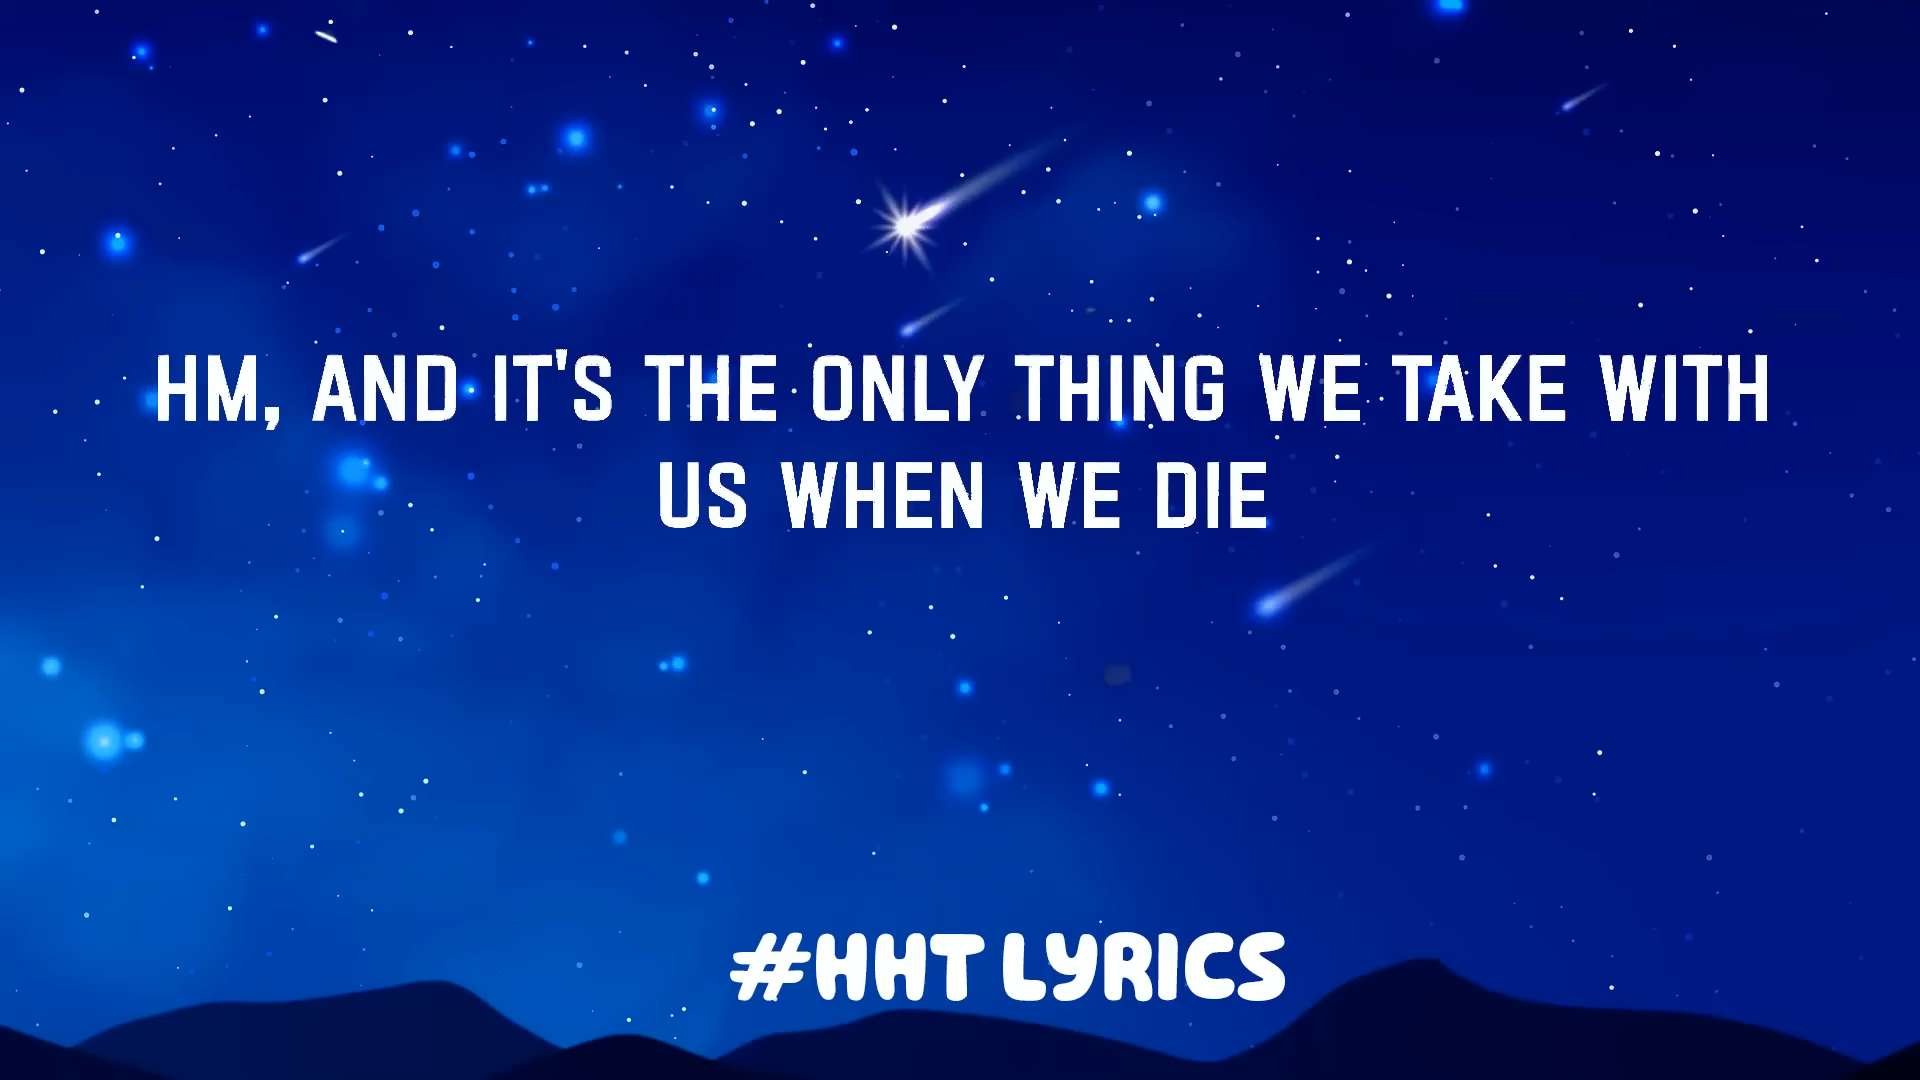 HM, AND IT'S THE ONLY THING WE TAKE WITH
US WHEN WE DIE
#HHT LYRICS